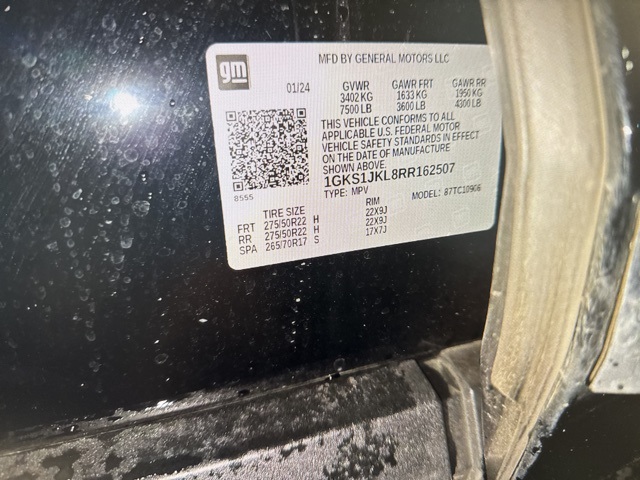 gm
MFD BY GENERAL MOTORS LLC
01/24
GVWR GAWR FRT GAWR RR
3402 KG 1633 KG 1950 KG
7500 LB 3600 LB 4300 LB
THIS VEHICLE CONFORMS TO ALL
APPLICABLE U.S. FEDERAL MOTOR
VEHICLE SAFETY STANDARDS IN EFFECT
ON THE DATE OF MANUFACTURE
SHOWN ABOVE.
1GKS1JKL8RR162507
8555
TYPE: MPV MODEL: 87TC10906
TIRE SIZE RIM
FRT 275/50R22 H 22X9J
RR 275/50R22 H 22X9J
SPA 265/70R17 S 17X7J